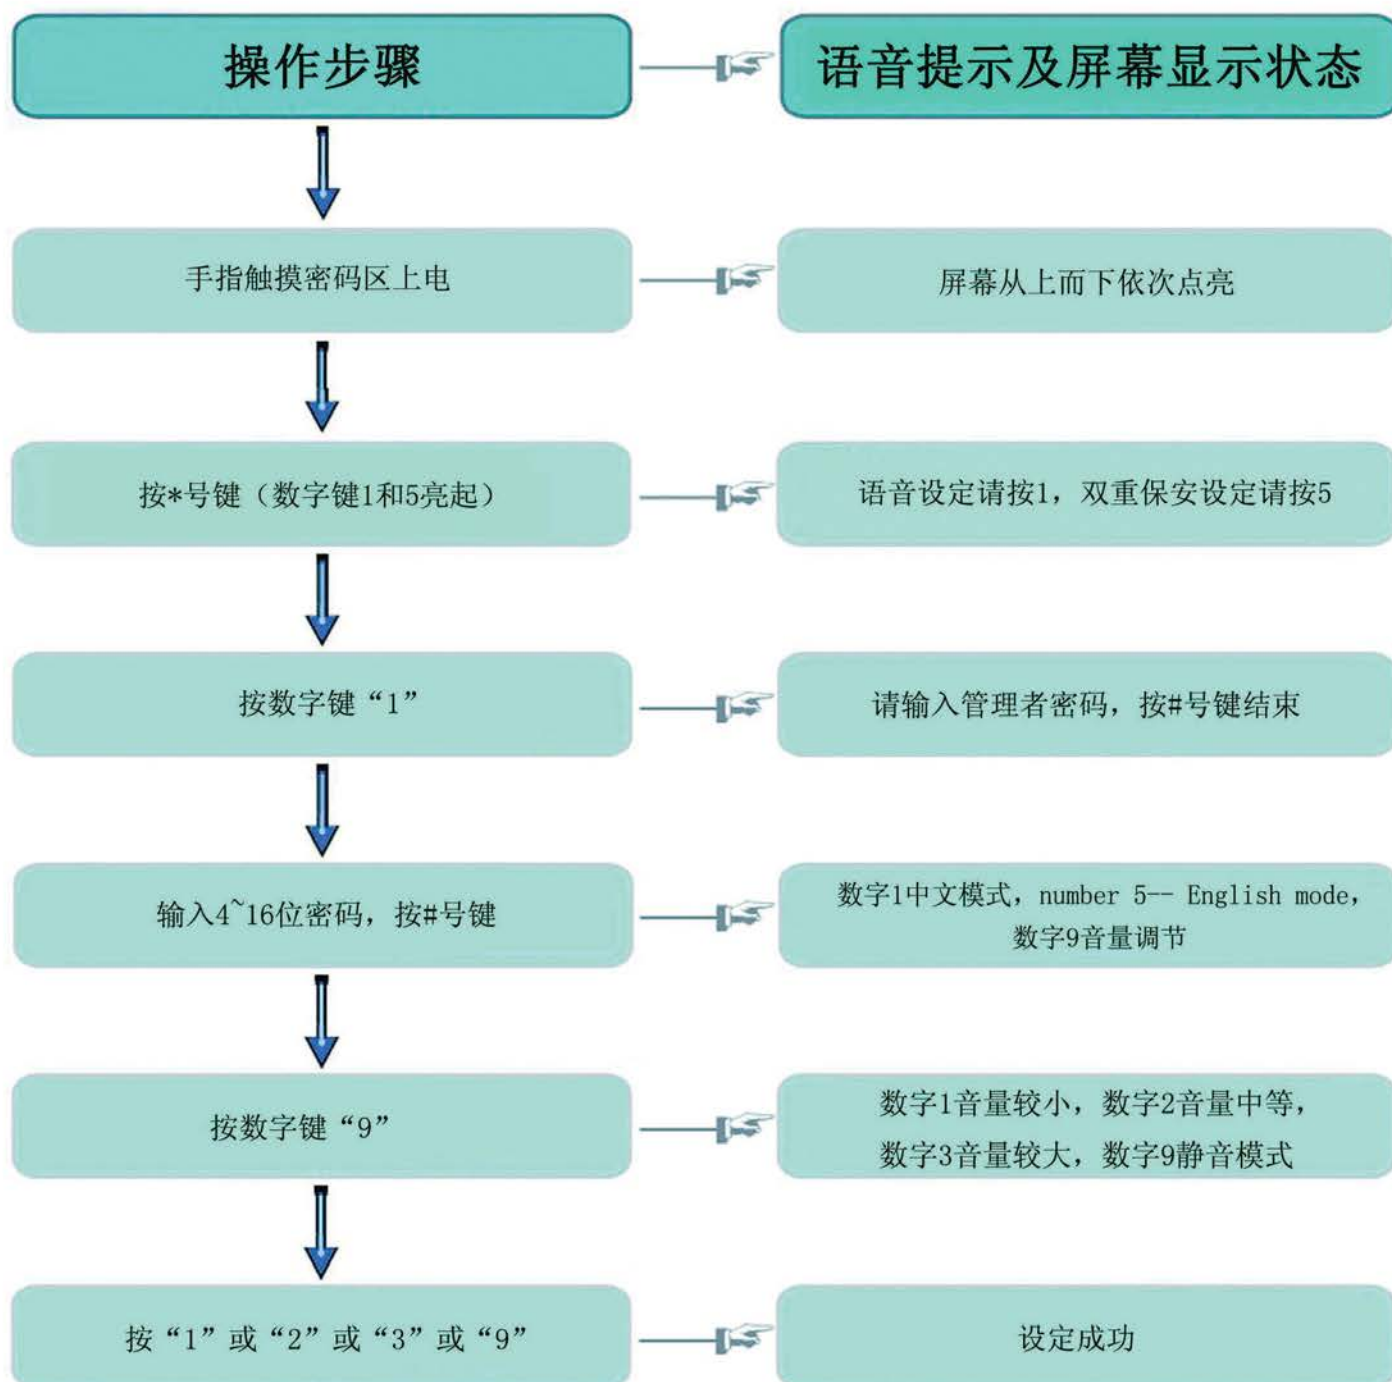 操作步骤
语音提示及屏幕显示状态
手指触摸密码区上电
屏幕从上而下依次点亮
按*号键（数字键1和5亮起）
语音设定请按1，双重保安设定请按5
按数字键“1”
请输入管理者密码，按#号键结束
输入4~16位密码，按#号键
数字1中文模式，number 5-- English mode，
数字9音量调节
按数字键“9”
数字1音量较小，数字2音量中等，
数字3音量较大，数字9静音模式
按“1”或“2”或“3”或“9”
设定成功